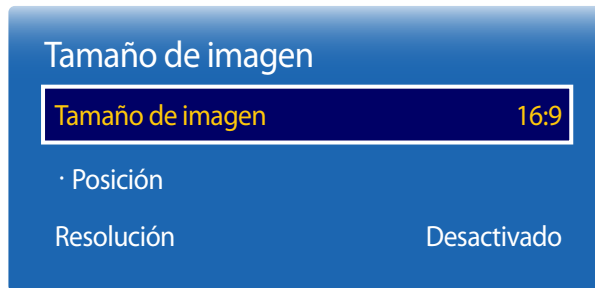 Tamaño de imagen
Tamaño de imagen 16:9
· Posición
Resolución Desactivado